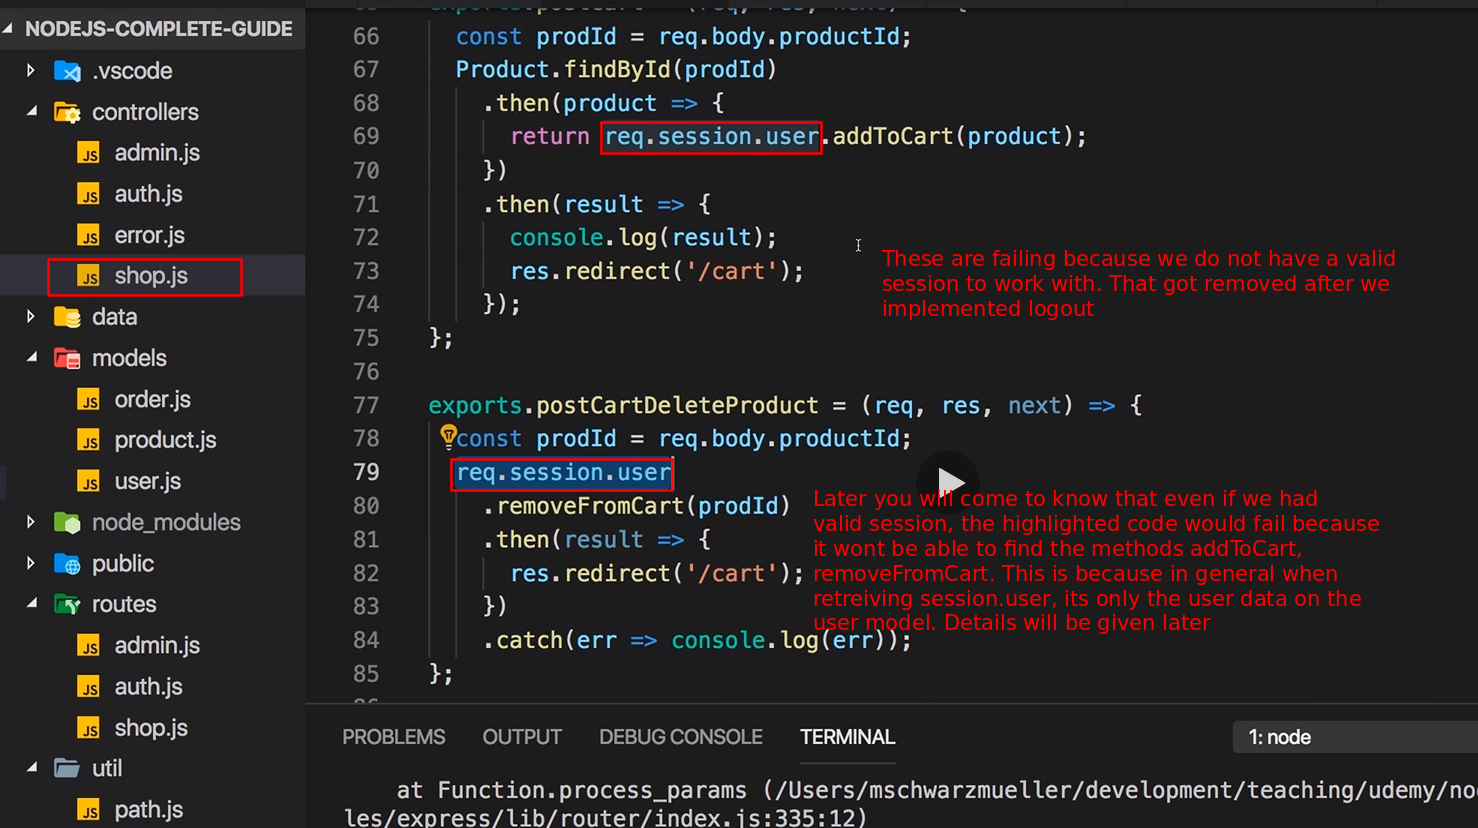 NODEJS-COMPLETE-GUIDE
.vscode
controllers
admin.js
auth.js
error.js
shop.js
data
models
order.js
product.js
user.js
node_modules
public
routes
admin.js
auth.js
shop.js
util
path.js
66 const prodId = req.body.productId;
67 Product.findById(prodId)
68 .then(product => {
69 return req.session.user.addToCart(product);
70 })
71 .then(result => {
72 console.log(result);
73 res.redirect('/cart');
74 });
75 };
76
77 exports.postCartDeleteProduct = (req, res, next) => {
78 const prodId = req.body.productId;
79 req.session.user
80 .removeFromCart(prodId)
81 .then(result => {
82 res.redirect('/cart');
83 })
84 .catch(err => console.log(err));
85 };
These are failing because we do not have a valid
session to work with. That got removed after we
implemented logout
Later you will come to know that even if we had
valid session, the highlighted code would fail because
it wont be able to find the methods addToCart,
removeFromCart. This is because in general when
retreiving session.user, its only the user data on the
user model. Details will be given later
PROBLEMS OUTPUT DEBUG CONSOLE TERMINAL 1: node
at Function.process_params (/Users/mschwarzmueller/development/teaching/udemy/no
les/express/lib/router/index.js:335:12)